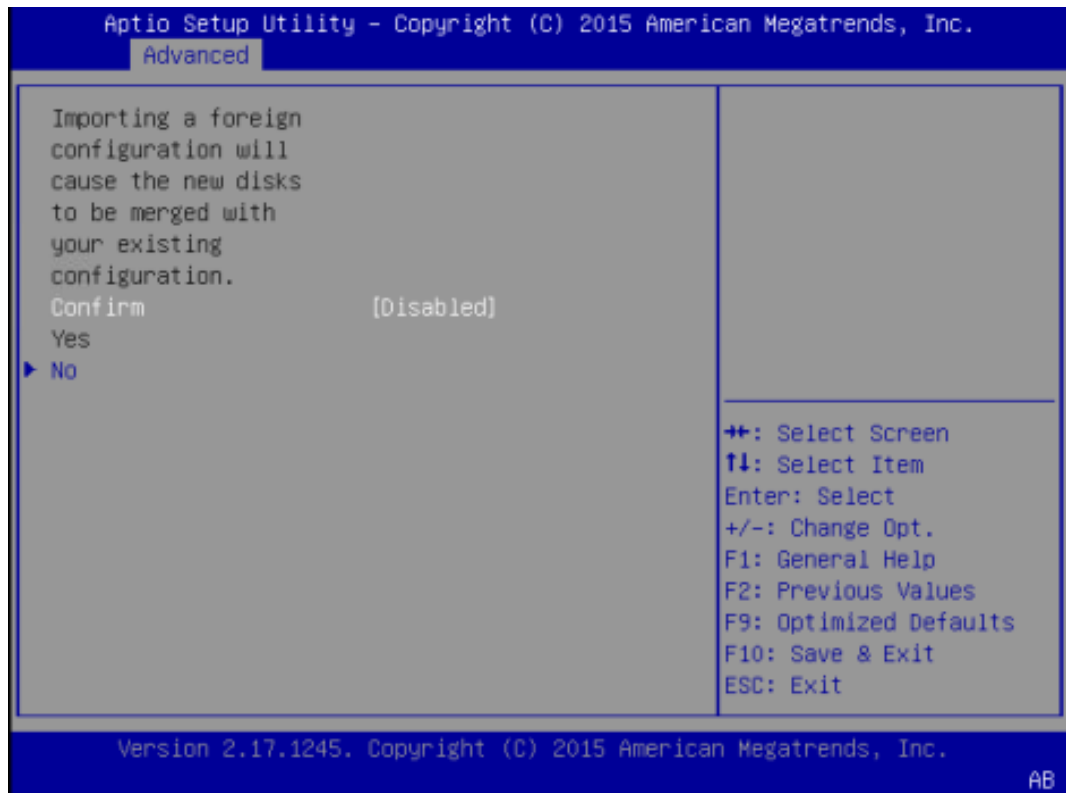 Aptio Setup Utility – Copyright (C) 2015 American Megatrends, Inc.
Advanced
Importing a foreign
configuration will
cause the new disks
to be merged with
your existing
configuration.
Confirm [Disabled]
Yes
► No
→←: Select Screen
↑↓: Select Item
Enter: Select
+/-: Change Opt.
F1: General Help
F2: Previous Values
F9: Optimized Defaults
F10: Save & Exit
ESC: Exit
Version 2.17.1245. Copyright (C) 2015 American Megatrends, Inc.
AB